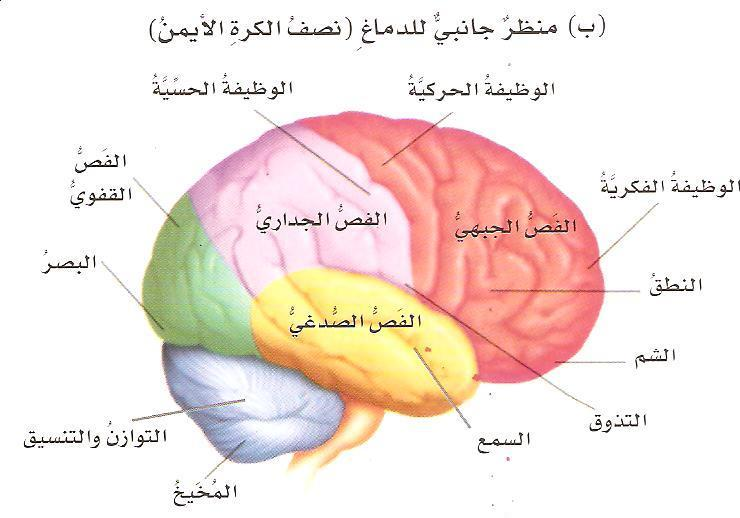 (ب) منظرٌ جانبيٌّ للدماغِ (نصفُ الكرةِ الأيمنُ)
الوظيفةُ الحركيَّةُ
الوظيفةُ الحسِّيَّةُ
الفَصُّ
القفويُّ
الوظيفةُ الفكريَّةُ
الفَصُّ الجبهيُّ
الفصُّ الجداريُّ
البصرُ
النطقُ
الفَصُّ الصُّدغيُّ
الشم
التذوق
السمع
التوازنُ والتنسيق
المُخَيخُ